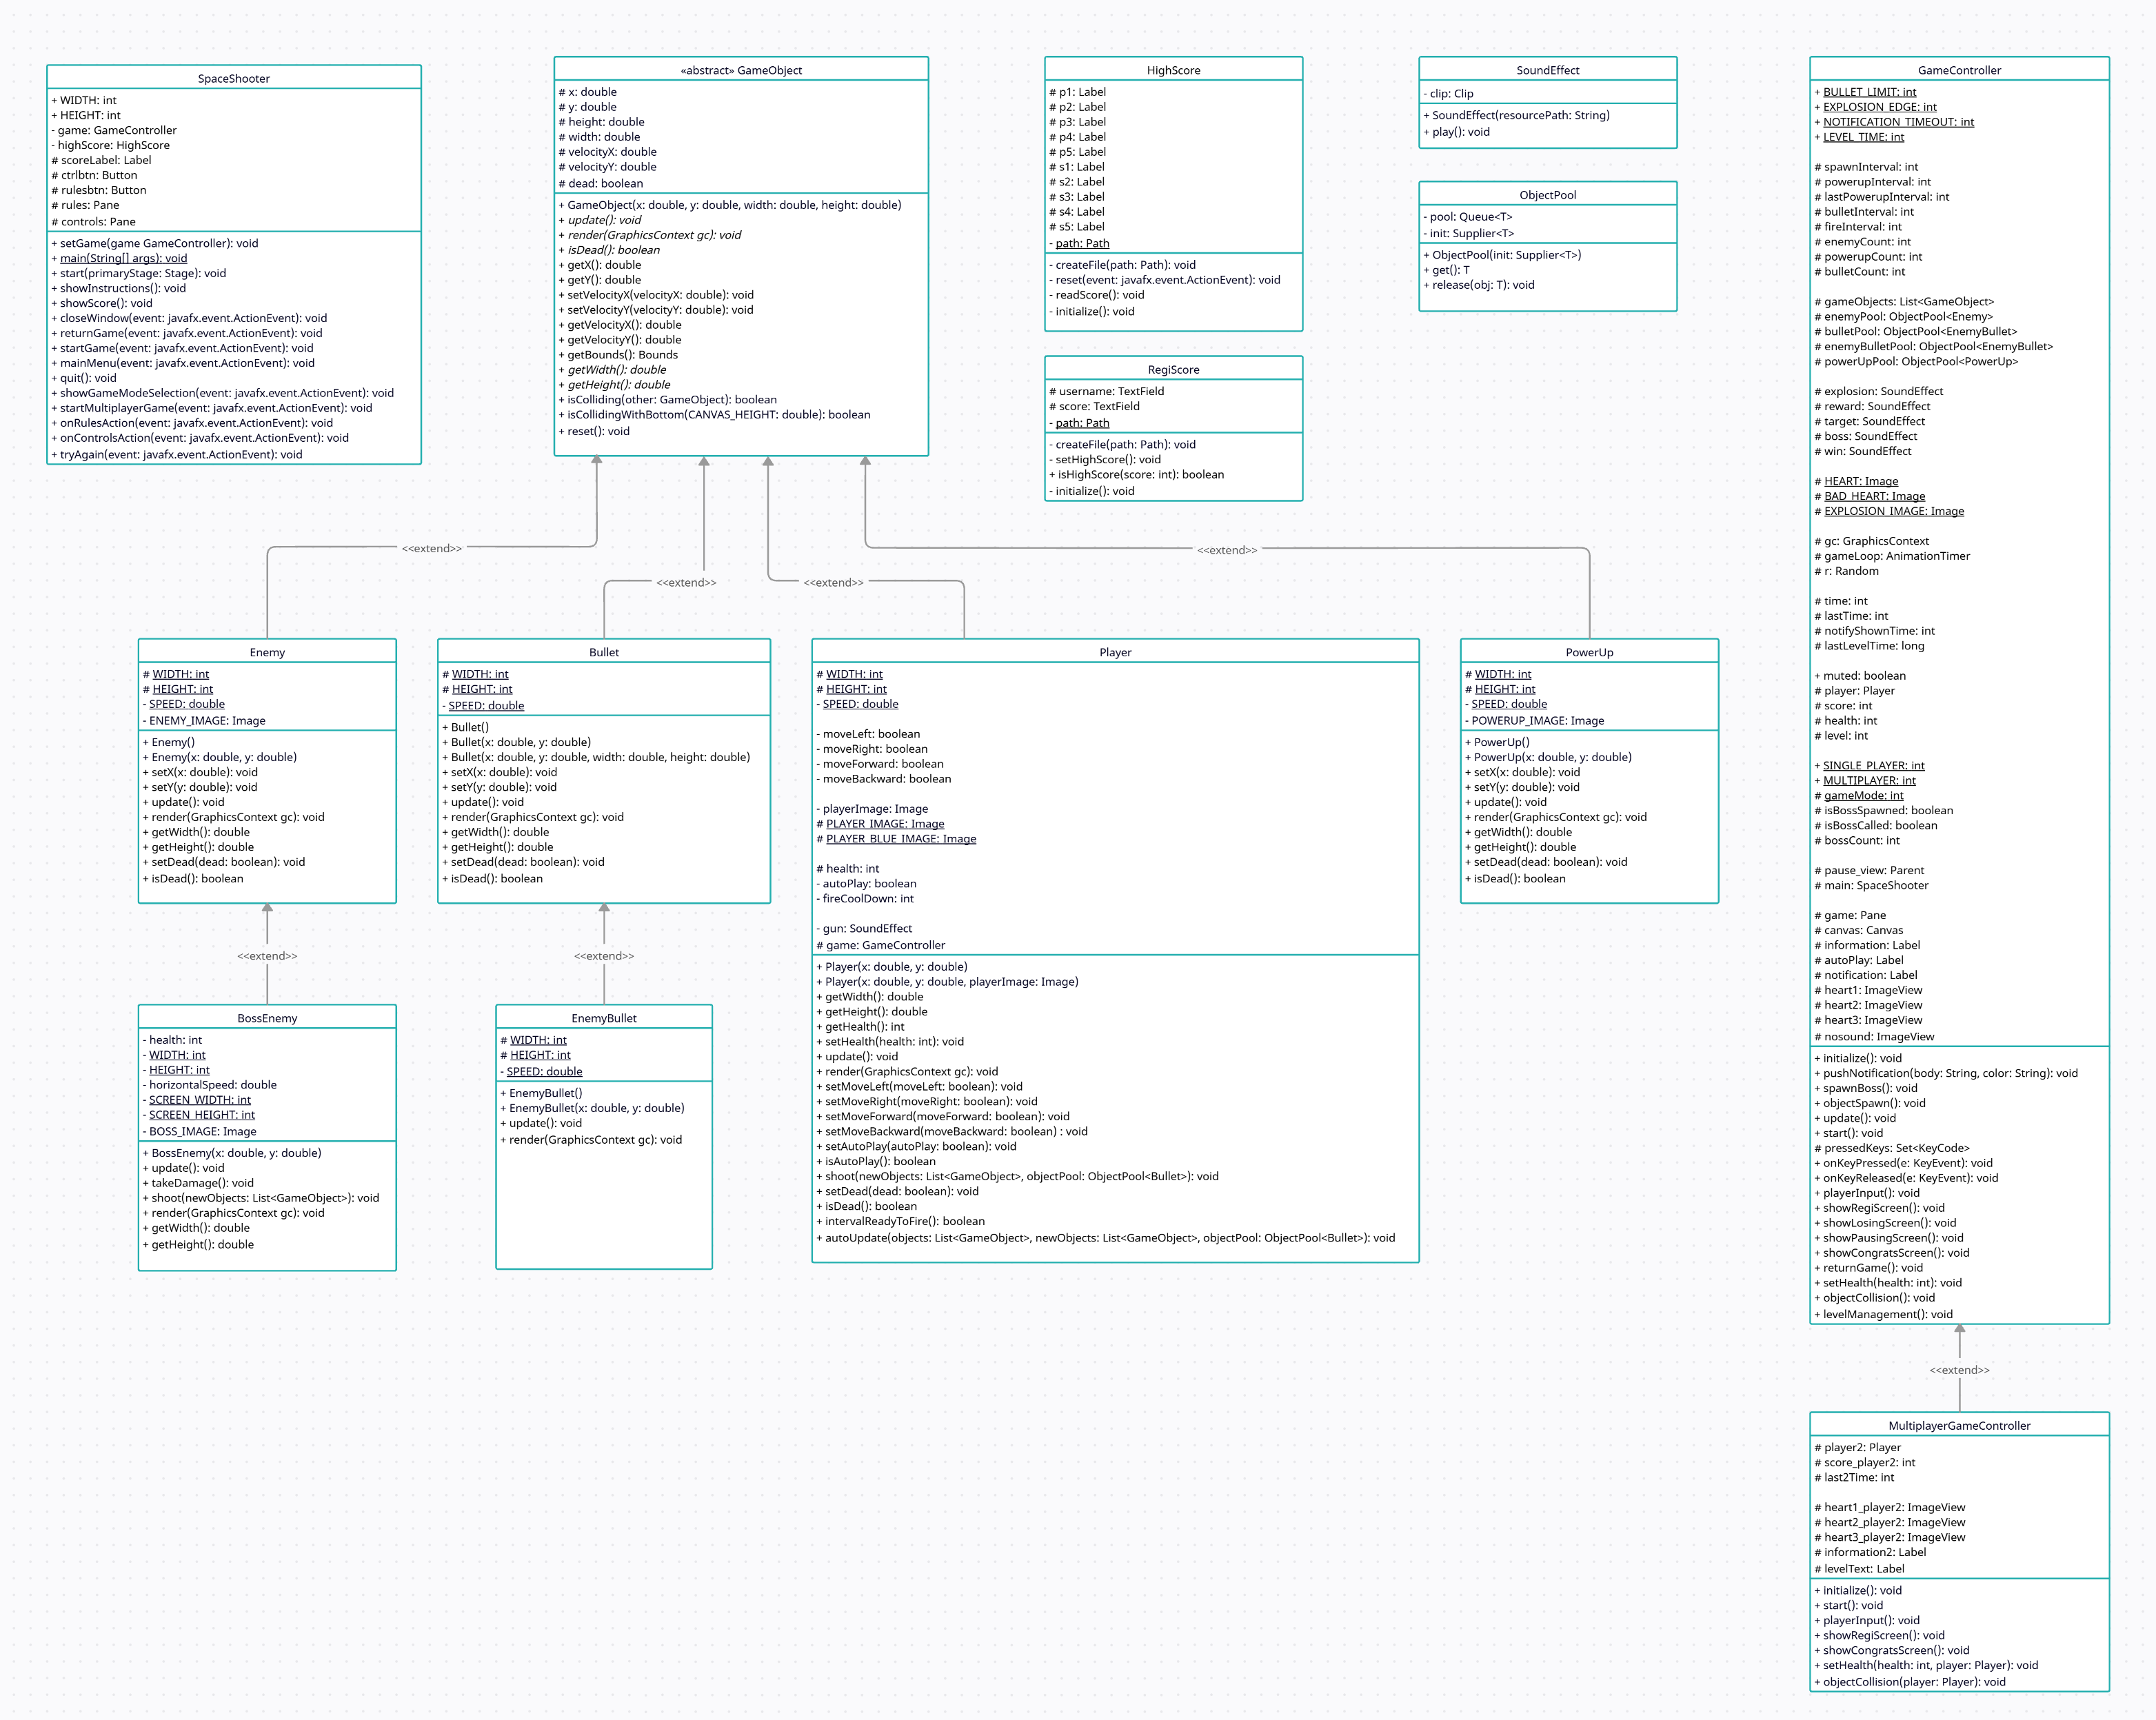 SpaceShooter
+ WIDTH: int
+ HEIGHT: int
- game: GameController
- highScore: HighScore
# scoreLabel: Label
# ctrlbtn: Button
# rulesbtn: Button
# rules: Pane
# controls: Pane
+ setGame(game GameController): void
+ main(String[] args): void
+ start(primaryStage: Stage): void
+ showInstructions(): void
+ showScore(): void
+ closeWindow(event: javafx.event.ActionEvent): void
+ returnGame(event: javafx.event.ActionEvent): void
+ startGame(event: javafx.event.ActionEvent): void
+ mainMenu(event: javafx.event.ActionEvent): void
+ quit(): void
+ showGameModeSelection(event: javafx.event.ActionEvent): void
+ startMultiplayerGame(event: javafx.event.ActionEvent): void
+ onRulesAction(event: javafx.event.ActionEvent): void
+ onControlsAction(event: javafx.event.ActionEvent): void
+ tryAgain(event: javafx.event.ActionEvent): void
«abstract» GameObject
# x: double
# y: double
# height: double
# width: double
# velocityX: double
# velocityY: double
# dead: boolean
+ GameObject(x: double, y: double, width: double, height: double)
+ update(): void
+ render(GraphicsContext gc): void
+ isDead(): boolean
+ getX(): double
+ getY(): double
+ setVelocityX(velocityX: double): void
+ setVelocityY(velocityY: double): void
+ getVelocityX(): double
+ getVelocityY(): double
+ getBounds(): Bounds
+ getWidth(): double
+ getHeight(): double
+ isColliding(other: GameObject): boolean
+ isCollidingWithBottom(CANVAS_HEIGHT: double): boolean
+ reset(): void
HighScore
# p1: Label
# p2: Label
# p3: Label
# p4: Label
# p5: Label
# s1: Label
# s2: Label
# s3: Label
# s4: Label
# s5: Label
- path: Path
- createFile(path: Path): void
- reset(event: javafx.event.ActionEvent): void
- readScore(): void
- initialize(): void
RegiScore
# username: TextField
# score: TextField
- path: Path
- createFile(path: Path): void
- setHighScore(): void
+ isHighScore(score: int): boolean
- initialize(): void
SoundEffect
- clip: Clip
+ SoundEffect(resourcePath: String)
+ play(): void
ObjectPool
- pool: Queue<T>
- init: Supplier<T>
+ ObjectPool(init: Supplier<T>)
+ get(): T
+ release(obj: T): void
GameController
+ BULLET_LIMIT: int
+ EXPLOSION_EDGE: int
+ NOTIFICATION_TIMEOUT: int
+ LEVEL_TIME: int
# spawnInterval: int
# powerupInterval: int
# lastPowerupInterval: int
# bulletInterval: int
# fireInterval: int
# enemyCount: int
# powerupCount: int
# bulletCount: int
# gameObjects: List<GameObject>
# enemyPool: ObjectPool<Enemy>
# bulletPool: ObjectPool<EnemyBullet>
# enemyBulletPool: ObjectPool<EnemyBullet>
# powerUpPool: ObjectPool<PowerUp>
# explosion: SoundEffect
# reward: SoundEffect
# target: SoundEffect
# boss: SoundEffect
# win: SoundEffect
# HEART: Image
# BAD_HEART: Image
# EXPLOSION_IMAGE: Image
# gc: GraphicsContext
# gameLoop: AnimationTimer
# r: Random
# time: int
# lastTime: int
# notifyShownTime: int
# lastLevelTime: long
+ muted: boolean
# player: Player
# score: int
# health: int
# level: int
+ SINGLE_PLAYER: int
+ MULTIPLAYER: int
# gameMode: int
# isBossSpawned: boolean
# isBossCalled: boolean
# bossCount: int
# pause_view: Parent
# main: SpaceShooter
# game: Pane
# canvas: Canvas
# information: Label
# autoPlay: Label
# notification: Label
# heart1: ImageView
# heart2: ImageView
# heart3: ImageView
# nosound: ImageView
+ initialize(): void
+ pushNotification(body: String, color: String): void
+ spawnBoss(): void
+ objectSpawn(): void
+ update(): void
+ start(): void
# pressedKeys: Set<KeyCode>
+ onKeyPressed(e: KeyEvent): void
+ onKeyReleased(e: KeyEvent): void
+ playerInput(): void
+ showRegiScreen(): void
+ showLosingScreen(): void
+ showPausingScreen(): void
+ showCongratsScreen(): void
+ returnGame(): void
+ setHealth(health: int): void
+ objectCollision(): void
+ levelManagement(): void
<<extend>>
<<extend>>
<<extend>>
<<extend>>
Enemy
# WIDTH: int
# HEIGHT: int
- SPEED: double
- ENEMY_IMAGE: Image
+ Enemy()
+ Enemy(x: double, y: double)
+ setX(x: double): void
+ setY(y: double): void
+ update(): void
+ render(GraphicsContext gc): void
+ getWidth(): double
+ getHeight(): double
+ setDead(dead: boolean): void
+ isDead(): boolean
Bullet
# WIDTH: int
# HEIGHT: int
- SPEED: double
+ Bullet()
+ Bullet(x: double, y: double)
+ Bullet(x: double, y: double, width: double, height: double)
+ setX(x: double): void
+ setY(y: double): void
+ update(): void
+ render(GraphicsContext gc): void
+ getWidth(): double
+ getHeight(): double
+ setDead(dead: boolean): void
+ isDead(): boolean
Player
# WIDTH: int
# HEIGHT: int
- SPEED: double
- moveLeft: boolean
- moveRight: boolean
- moveForward: boolean
- moveBackward: boolean
- playerImage: Image
# PLAYER_IMAGE: Image
# PLAYER_BLUE_IMAGE: Image
# health: int
- autoPlay: boolean
- fireCoolDown: int
- gun: SoundEffect
# game: GameController
+ Player(x: double, y: double)
+ Player(x: double, y: double, playerImage: Image)
+ getWidth(): double
+ getHeight(): double
+ getHealth(): int
+ setHealth(health: int): void
+ update(): void
+ render(GraphicsContext gc): void
+ setMoveLeft(moveLeft: boolean): void
+ setMoveRight(moveRight: boolean): void
+ setMoveForward(moveForward: boolean): void
+ setMoveBackward(moveBackward: boolean) : void
+ setAutoPlay(autoPlay: boolean): void
+ isAutoPlay(): boolean
+ shoot(newObjects: List<GameObject>, objectPool: ObjectPool<Bullet>): void
+ setDead(dead: boolean): void
+ isDead(): boolean
+ intervalReadyToFire(): boolean
+ autoUpdate(objects: List<GameObject>, newObjects: List<GameObject>, objectPool: ObjectPool<Bullet>): void
PowerUp
# WIDTH: int
# HEIGHT: int
- SPEED: double
- POWERUP_IMAGE: Image
+ PowerUp()
+ PowerUp(x: double, y: double)
+ setX(x: double): void
+ setY(y: double): void
+ update(): void
+ render(GraphicsContext gc): void
+ getWidth(): double
+ getHeight(): double
+ setDead(dead: boolean): void
+ isDead(): boolean
<<extend>>
<<extend>>
BossEnemy
- health: int
- WIDTH: int
- HEIGHT: int
- horizontalSpeed: double
- SCREEN_WIDTH: int
- SCREEN_HEIGHT: int
- BOSS_IMAGE: Image
+ BossEnemy(x: double, y: double)
+ update(): void
+ takeDamage(): void
+ shoot(newObjects: List<GameObject>): void
+ render(GraphicsContext gc): void
+ getWidth(): double
+ getHeight(): double
EnemyBullet
# WIDTH: int
# HEIGHT: int
- SPEED: double
+ EnemyBullet()
+ EnemyBullet(x: double, y: double)
+ update(): void
+ render(GraphicsContext gc): void
<<extend>>
MultiplayerGameController
# player2: Player
# score_player2: int
# last2Time: int
# heart1_player2: ImageView
# heart2_player2: ImageView
# heart3_player2: ImageView
# information2: Label
# levelText: Label
+ initialize(): void
+ start(): void
+ playerInput(): void
+ showRegiScreen(): void
+ showCongratsScreen(): void
+ setHealth(health: int, player: Player): void
+ objectCollision(player: Player): void